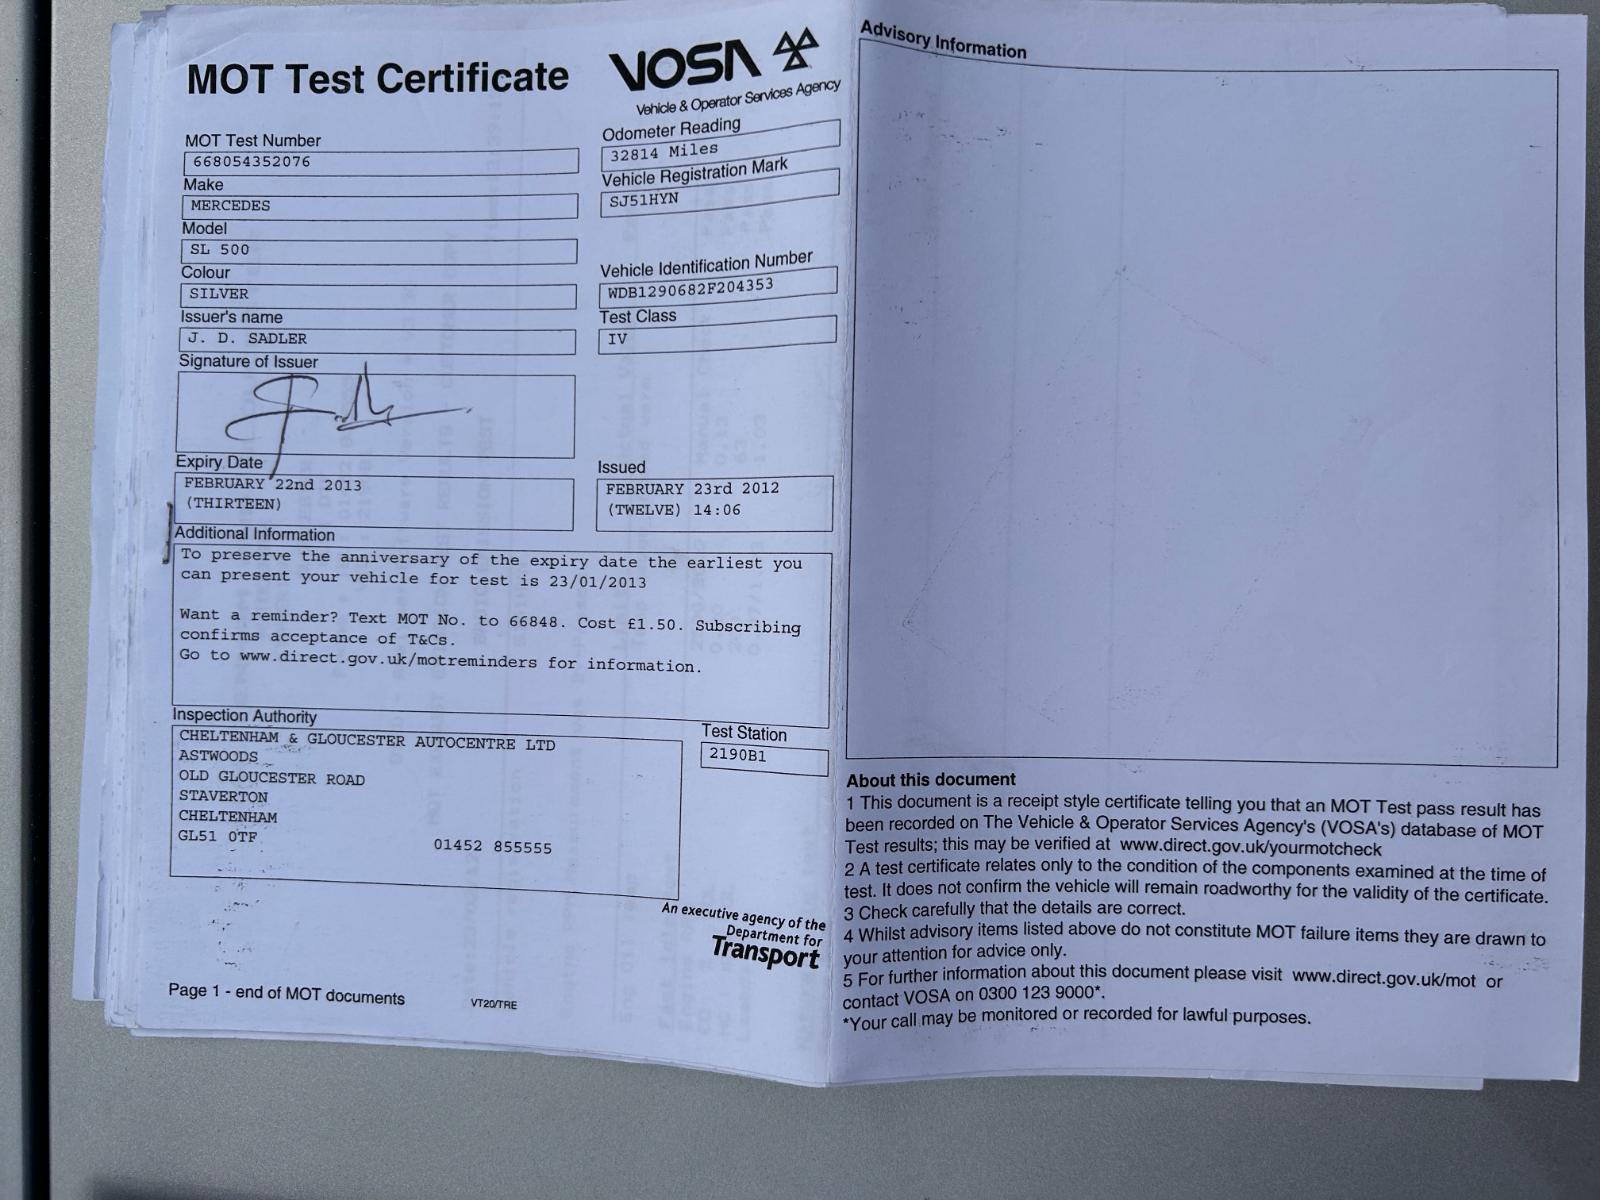 MOT Test Certificate
VOSA
Vehicle & Operator Services Agency
MOT Test Number
668054352076
Make
MERCEDES
Model
SL 500
Colour
SILVER
Issuer's name
J. D. SADLER
Signature of Issuer
Odometer Reading
32814 Miles
Vehicle Registration Mark
SJ51HYN
Vehicle Identification Number
WDB1290682F204353
Test Class
IV
Expiry Date
FEBRUARY 22nd 2013
(THIRTEEN)
Issued
FEBRUARY 23rd 2012
(TWELVE) 14:06
Additional Information
To preserve the anniversary of the expiry date the earliest you
can present your vehicle for test is 23/01/2013
Want a reminder? Text MOT No. to 66848. Cost £1.50. Subscribing
confirms acceptance of T&Cs.
Go to www.direct.gov.uk/motreminders for information.
Inspection Authority
CHELTENHAM & GLOUCESTER AUTOCENTRE LTD
ASTWOODS
OLD GLOUCESTER ROAD
STAVERTON
CHELTENHAM
GL51 0TF
01452 855555
Test Station
2190B1
An executive agency of the
Department for
Transport
Page 1 - end of MOT documents
VT20/TRE
Advisory Information
About this document
1 This document is a receipt style certificate telling you that an MOT Test pass result has
been recorded on The Vehicle & Operator Services Agency's (VOSA's) database of MOT
Test results; this may be verified at www.direct.gov.uk/yourmotcheck
2 A test certificate relates only to the condition of the components examined at the time of
test. It does not confirm the vehicle will remain roadworthy for the validity of the certificate.
3 Check carefully that the details are correct.
4 Whilst advisory items listed above do not constitute MOT failure items they are drawn to
your attention for advice only.
5 For further information about this document please visit www.direct.gov.uk/mot or
contact VOSA on 0300 123 9000*.
*Your call may be monitored or recorded for lawful purposes.